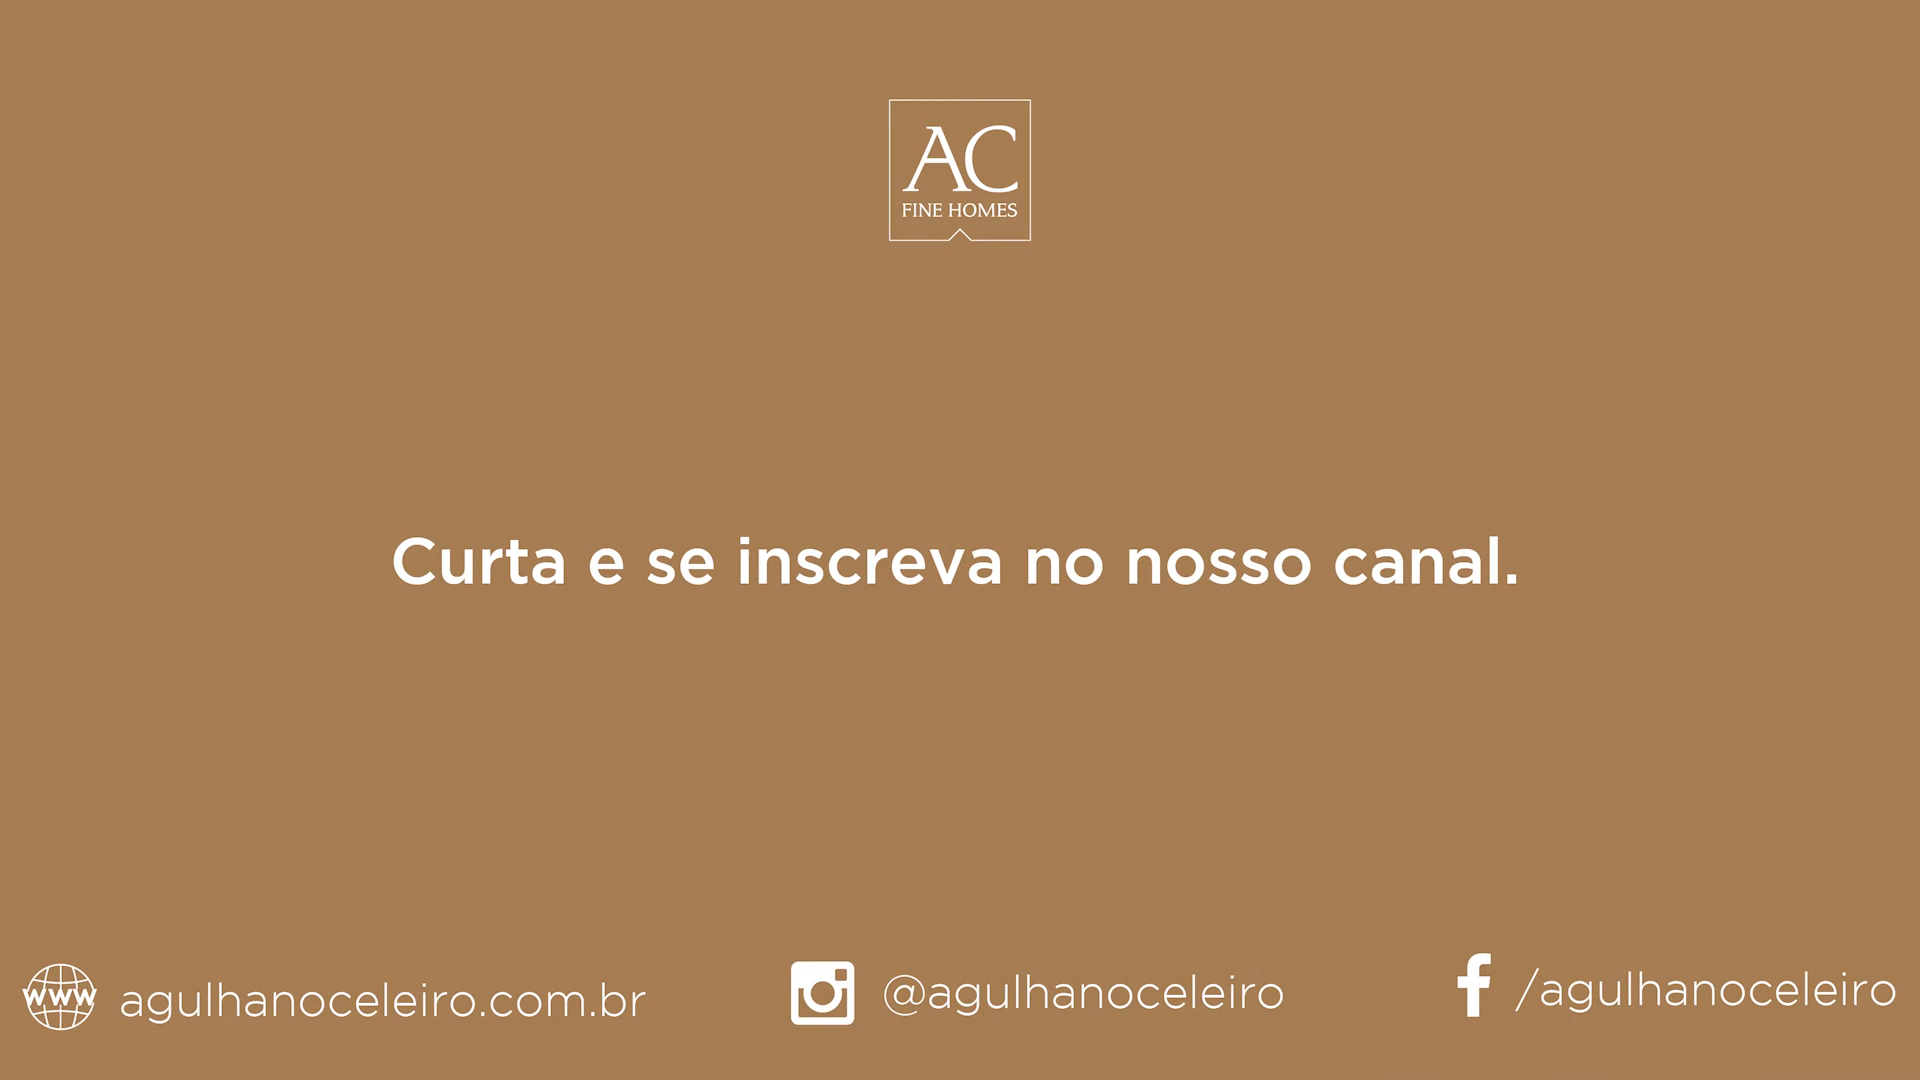 AC
FINE HOMES
Curta e se inscreva no nosso canal.
www agulhanoceleiro.com.br
@agulhanoceleiro
/agulhanoceleiro